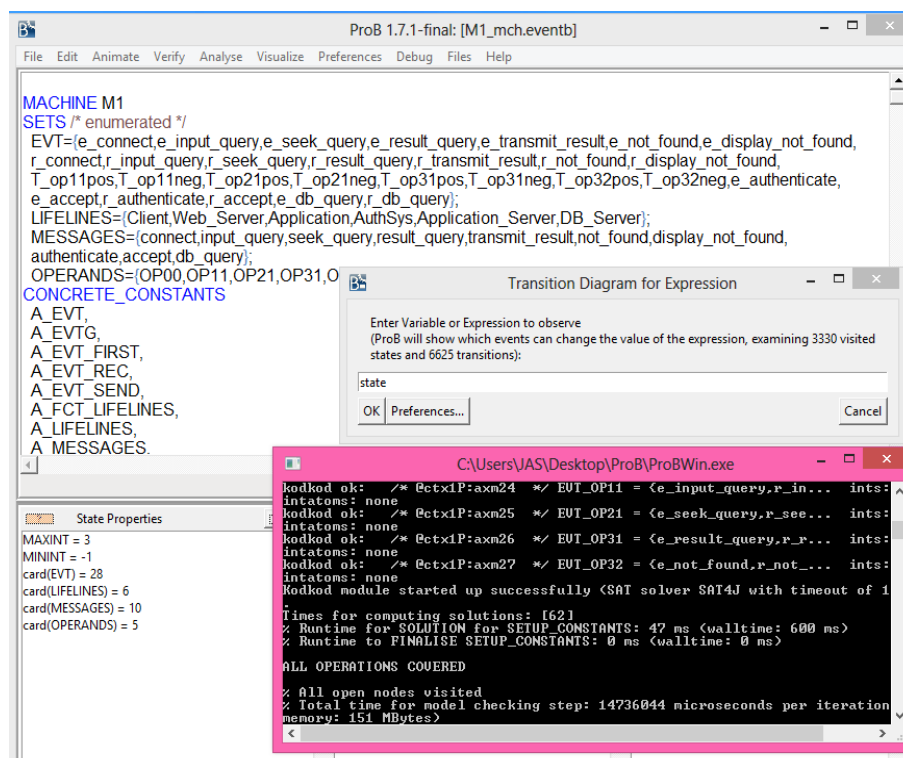 ProB 1.7.1-final: [M1_mch.eventb]
File Edit Animate Verify Analyse Visualize Preferences Debug Files Help
MACHINE M1
SETS /* enumerated */
EVT={e_connect,e_input_query,e_seek_query,e_result_query,e_transmit_result,e_not_found,e_display_not_found,
r_connect,r_input_query,r_seek_query,r_result_query,r_transmit_result,r_not_found,r_display_not_found,
T_op11pos,T_op11neg,T_op21pos,T_op21neg,T_op31pos,T_op31neg,T_op32pos,T_op32neg,e_authenticate,
e_accept,r_authenticate,r_accept,e_db_query,r_db_query};
LIFELINES={Client,Web_Server,Application,AuthSys,Application_Server,DB_Server};
MESSAGES={connect,input_query,seek_query,result_query,transmit_result,not_found,display_not_found,
authenticate,accept,db_query};
OPERANDS={OP00,OP11,OP21,OP31,O
CONCRETE_CONSTANTS
A_EVT,
A_EVTG,
A_EVT_FIRST,
A_EVT_REC,
A_EVT_SEND,
A_FCT_LIFELINES,
A_LIFELINES,
A_MESSAGES,
Transition Diagram for Expression
Enter Variable or Expression to observe
(ProB will show which events can change the value of the expression, examining 3330 visited
states and 6625 transitions):
state
OK Preferences... Cancel
C:\Users\JAS\Desktop\ProB\ProBWin.exe
kodkod ok: /* @ctx1P:axm24 */ EVT_OP11 = {e_input_query,r_in... ints:
intatoms: none
kodkod ok: /* @ctx1P:axm25 */ EVT_OP21 = {e_seek_query,r_see... ints:
intatoms: none
kodkod ok: /* @ctx1P:axm26 */ EVT_OP31 = {e_result_query,r_r... ints:
intatoms: none
kodkod ok: /* @ctx1P:axm27 */ EVT_OP32 = {e_not_found,r_not_... ints:
intatoms: none
Kodkod module started up successfully (SAT solver SAT4J with timeout of 1
.
Times for computing solutions: [62]
% Runtime for SOLUTION for SETUP_CONSTANTS: 47 ms (walltime: 600 ms)
% Runtime to FINALISE SETUP_CONSTANTS: 0 ms (walltime: 0 ms)
ALL OPERATIONS COVERED
% All open nodes visited
% Total time for model checking step: 14736044 microseconds per iteration
memory: 151 MBytes)
State Properties
MAXINT = 3
MININT = -1
card(EVT) = 28
card(LIFELINES) = 6
card(MESSAGES) = 10
card(OPERANDS) = 5